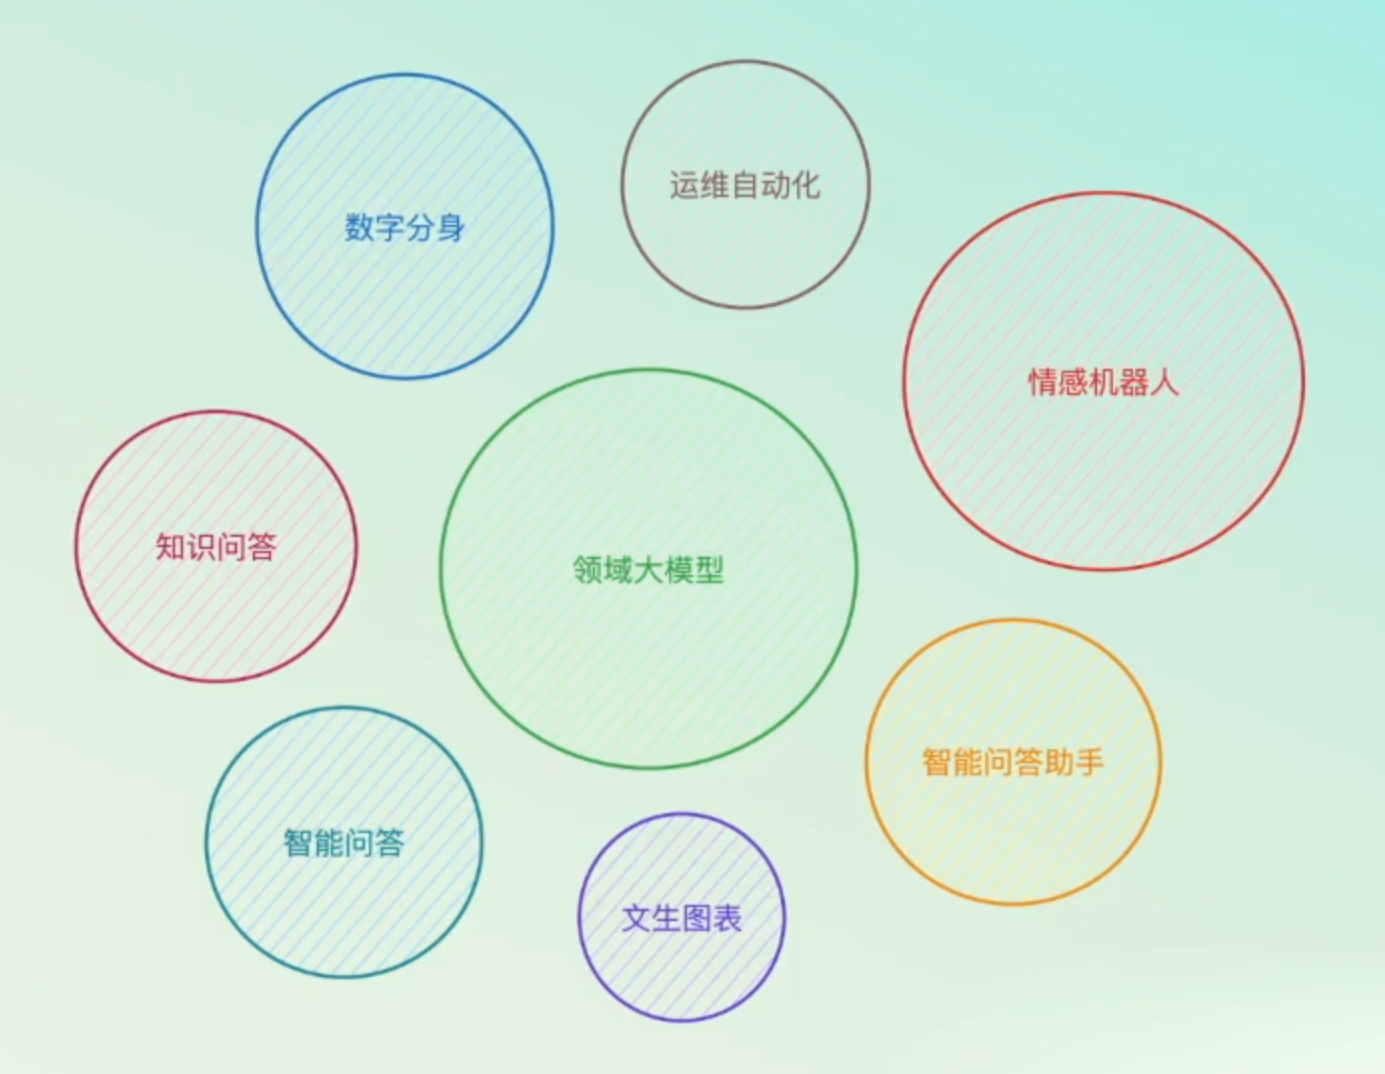 运维自动化
数字分身
情感机器人
知识问答
领域大模型
智能问答助手
智能问答
文生图表